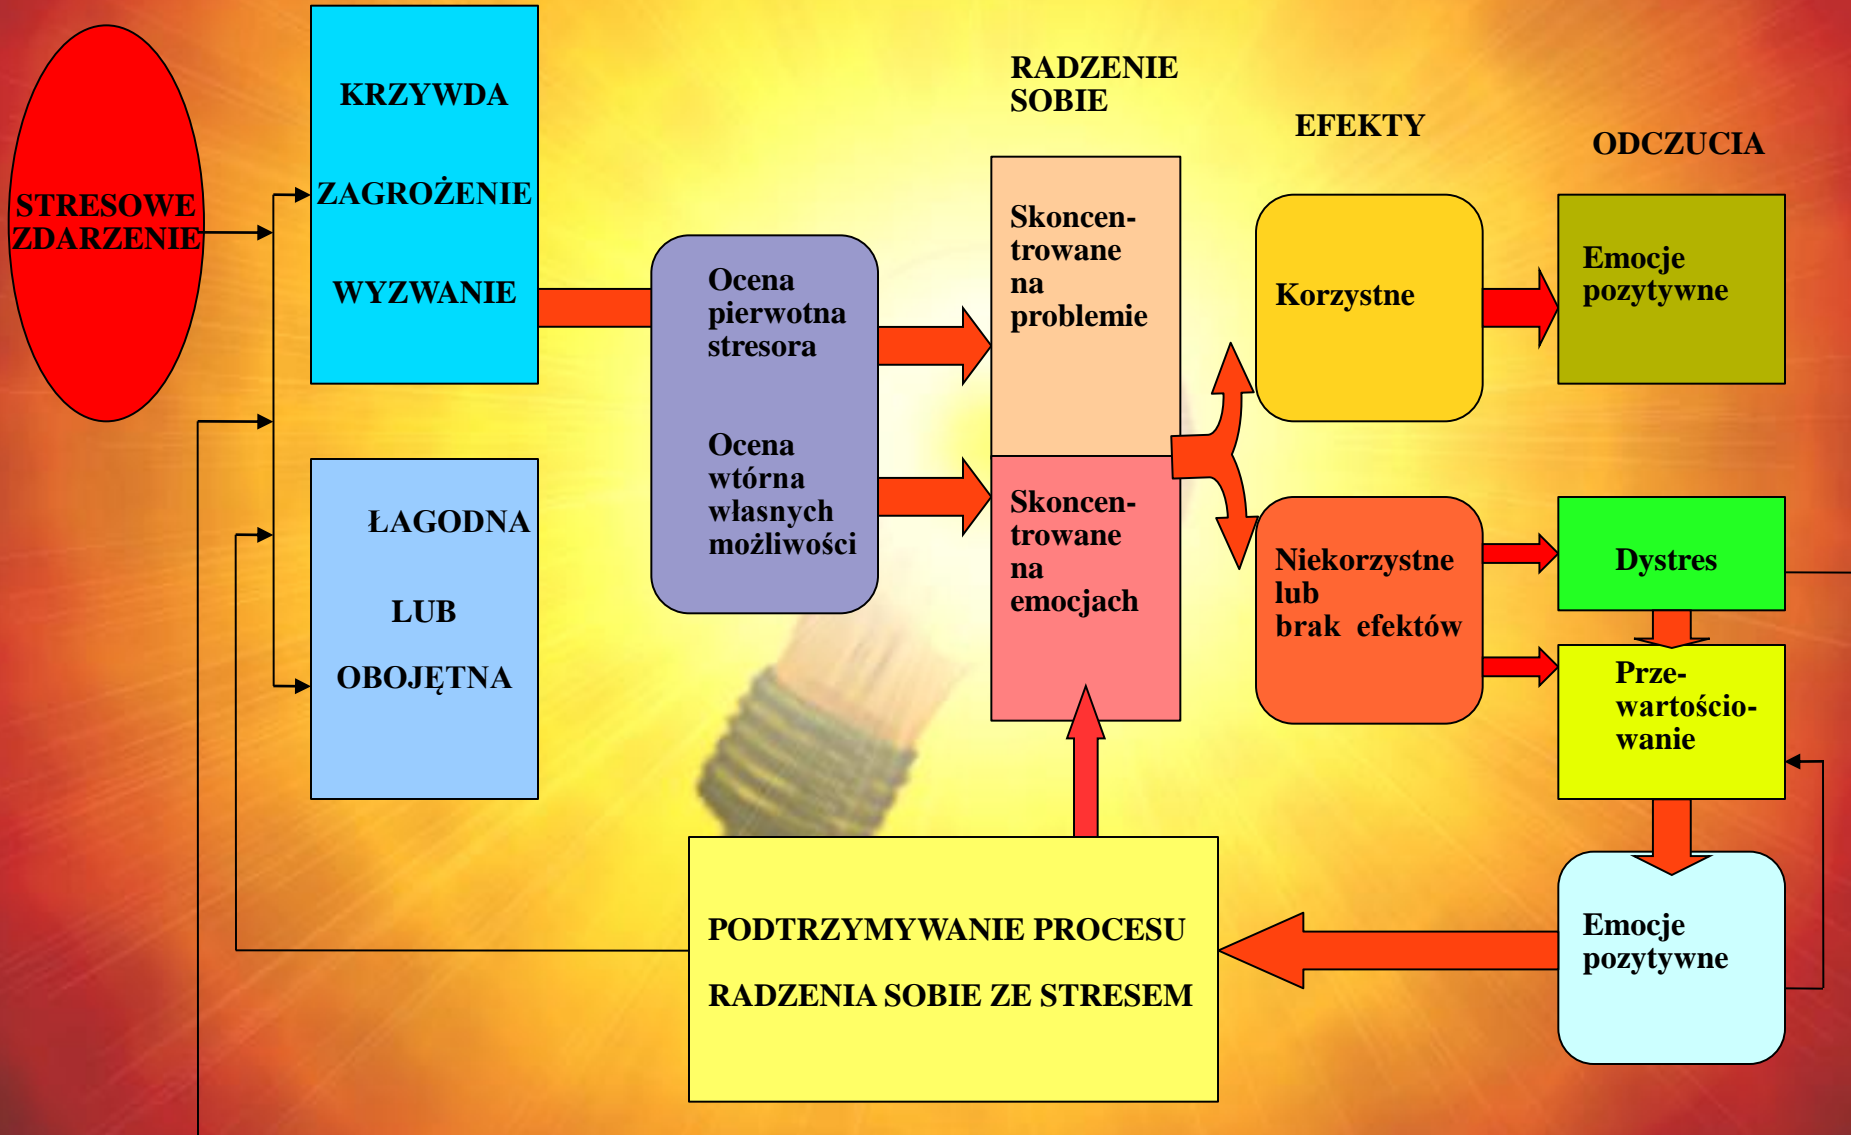 STRESOWE
ZDARZENIE
KRZYWDA
ZAGROŻENIE
WYZWANIE
ŁAGODNA
LUB
OBOJĘTNA
Ocena
pierwotna
stresora
Ocena
wtórna
własnych
możliwości
RADZENIE
SOBIE
Skoncen-
trowane
na
problemie
Skoncen-
trowane
na
emocjach
EFEKTY
Korzystne
Niekorzystne
lub
brak efektów
ODCZUCIA
Emocje
pozytywne
Dystres
Prze-
wartościo-
wanie
Emocje
pozytywne
PODTRZYMYWANIE PROCESU
RADZENIA SOBIE ZE STRESEM